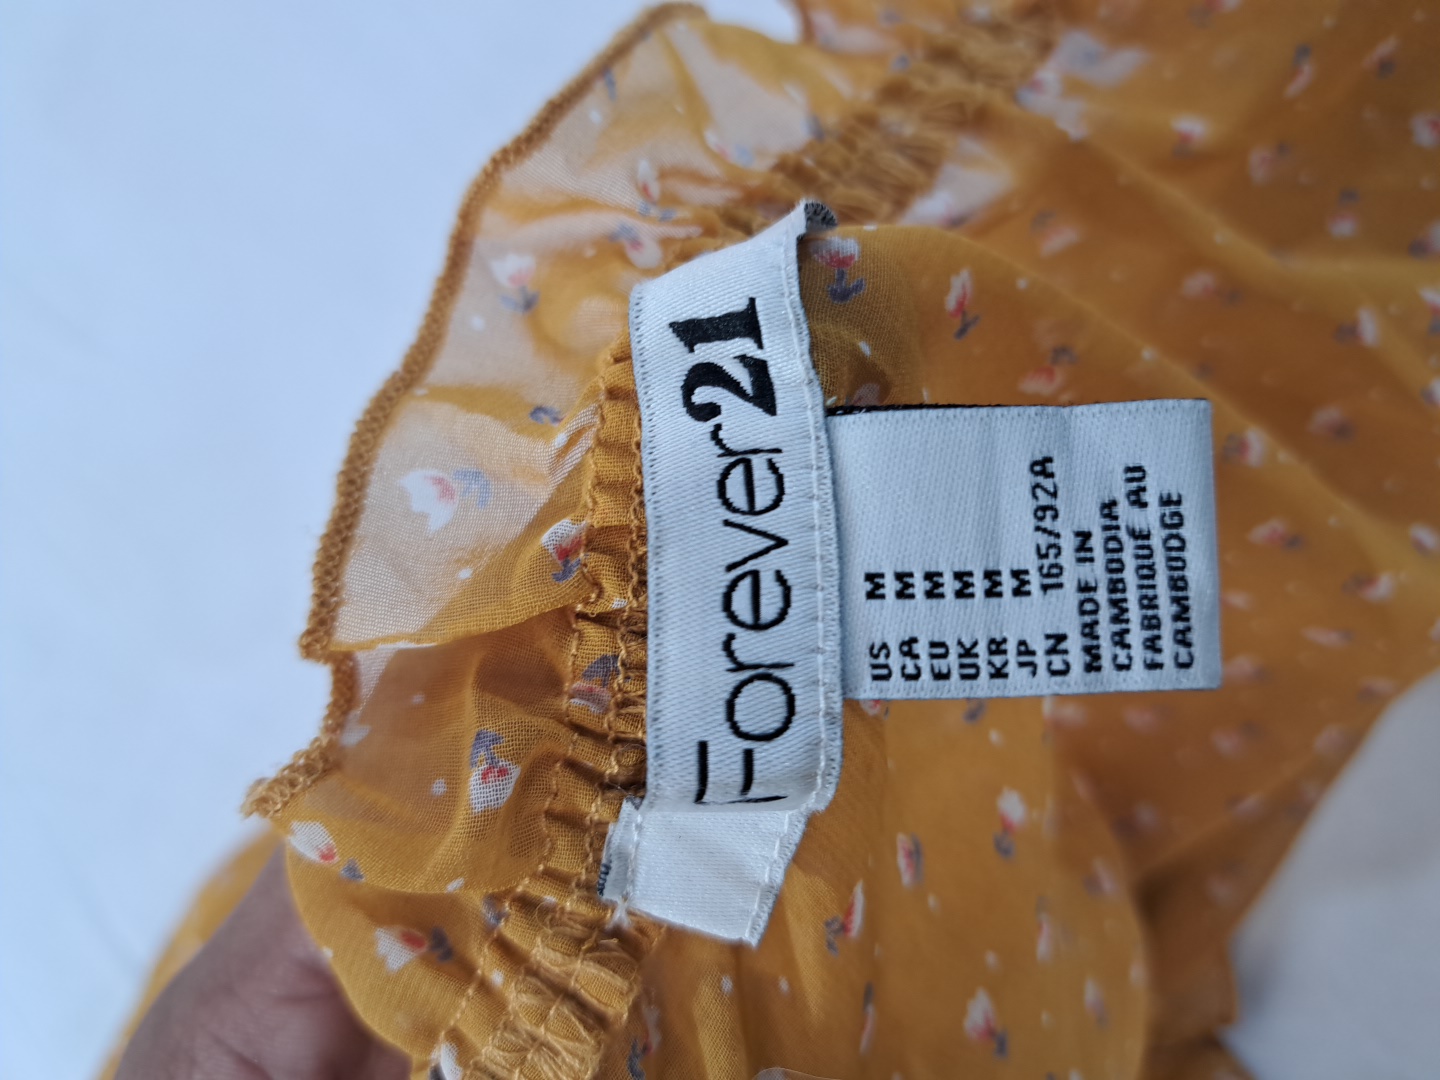 Forever21
US M
CA M
EU M
UK M
KR M
JP M
CN 165/92A
MADE IN
CAMBODIA
FABRIQUÉ AU
CAMBODGE